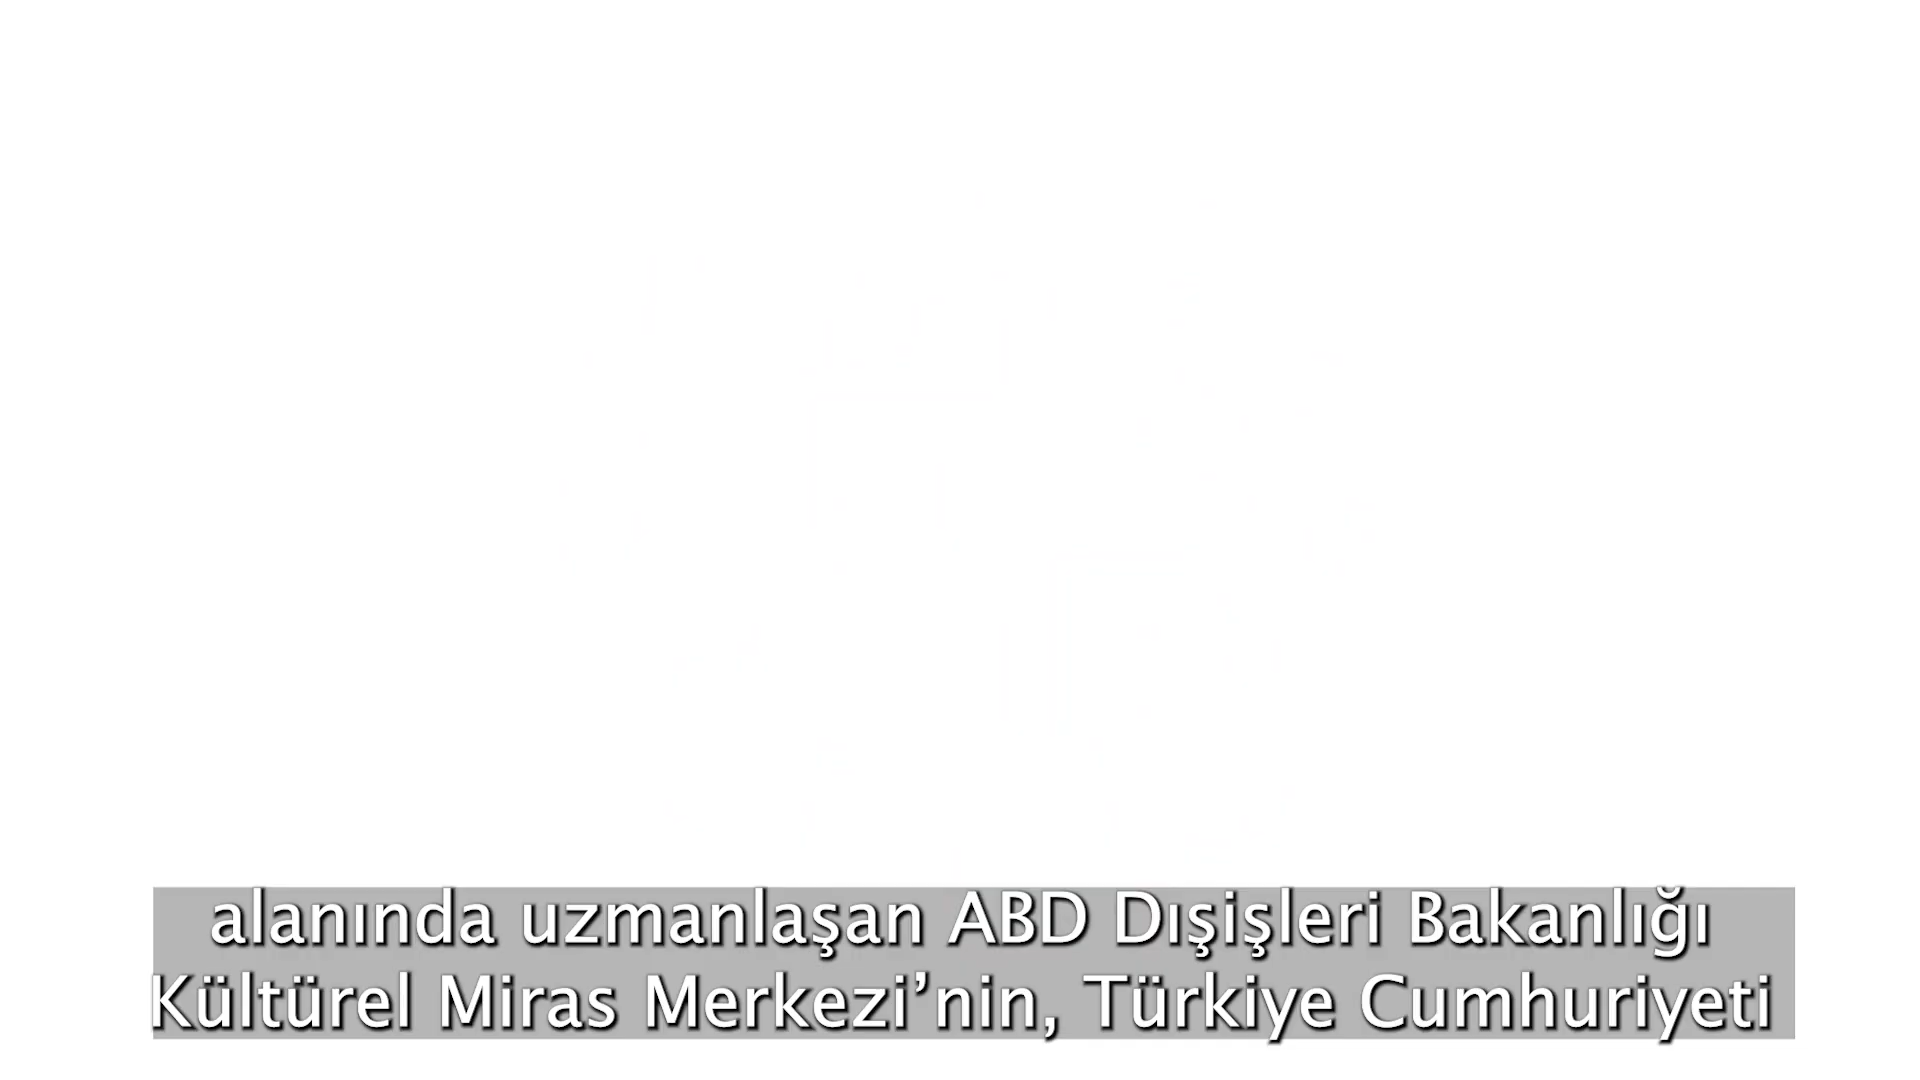 alanında uzmanlaşan ABD Dışişleri Bakanlığı
Kültürel Miras Merkezi’nin, Türkiye Cumhuriyeti